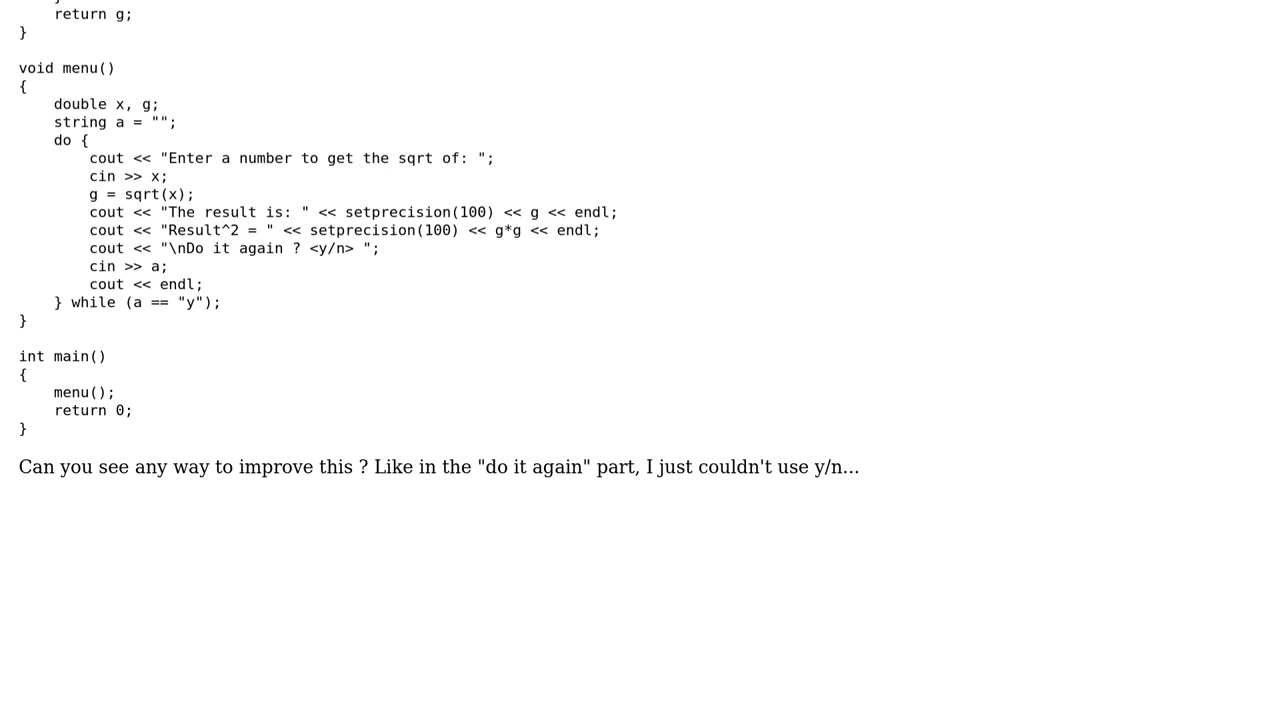 }
    return g;
}

void menu()
{
    double x, g;
    string a = "";
    do {
        cout << "Enter a number to get the sqrt of: ";
        cin >> x;
        g = sqrt(x);
        cout << "The result is: " << setprecision(100) << g << endl;
        cout << "Result^2 = " << setprecision(100) << g*g << endl;
        cout << "\nDo it again ? <y/n> ";
        cin >> a;
        cout << endl;
    } while (a == "y");
}

int main()
{
    menu();
    return 0;
}
Can you see any way to improve this ? Like in the "do it again" part, I just couldn't use y/n...